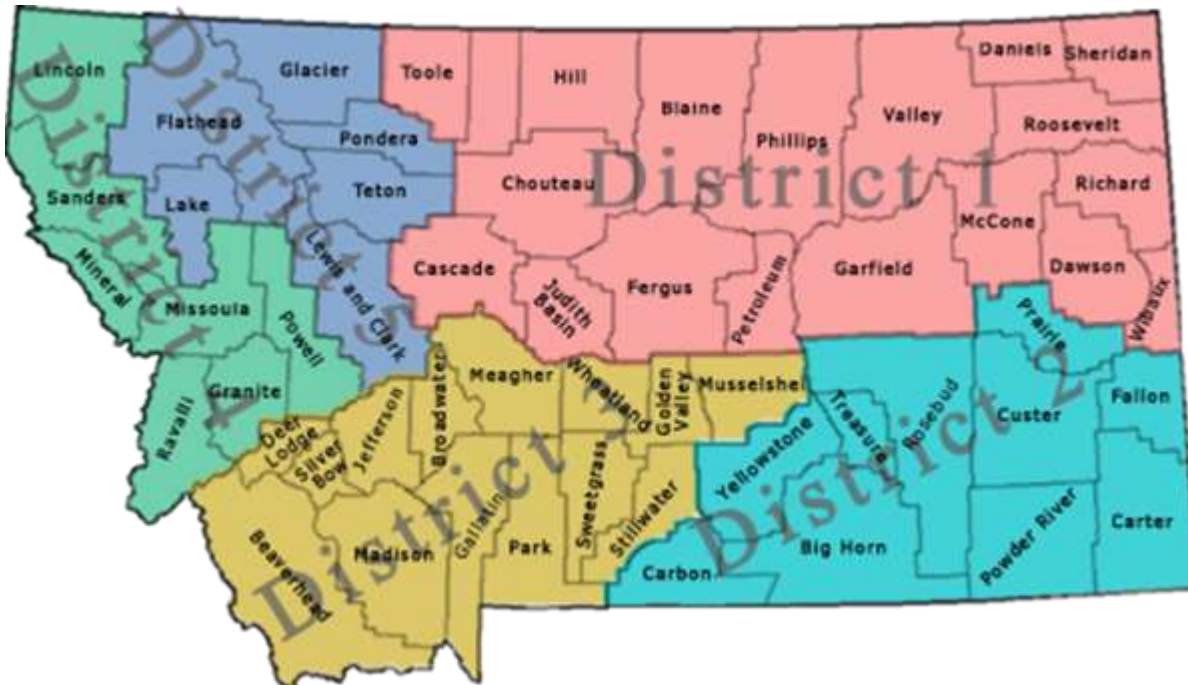 Lincoln
Glacier
Toole
Hill
Blaine
Phillips
Valley
Daniels
Sheridan
Flathead
Pondera
Roosevelt
Sanders
Lake
Teton
Chouteau
District 1
McCone
Richard
Mineral
Missoula
Powell
Lewis and Clark
Cascade
Judith
Basin
Fergus
Petroleum
Garfield
Dawson
Wibaux
District 4
District 5
Ravalli
Granite
Deer
Lodge
Silver
Bow
Jefferson
Broadwater
Meagher
Wheatland
Golden
Valley
Musselshel
Prairie
Treasure
Rosebud
Custer
Fallon
Yellowstone
District 3
District 2
Beaverhead
Madison
Gallatin
Park
Sweetgrass
Stillwater
Carbon
Big Horn
Powder River
Carter